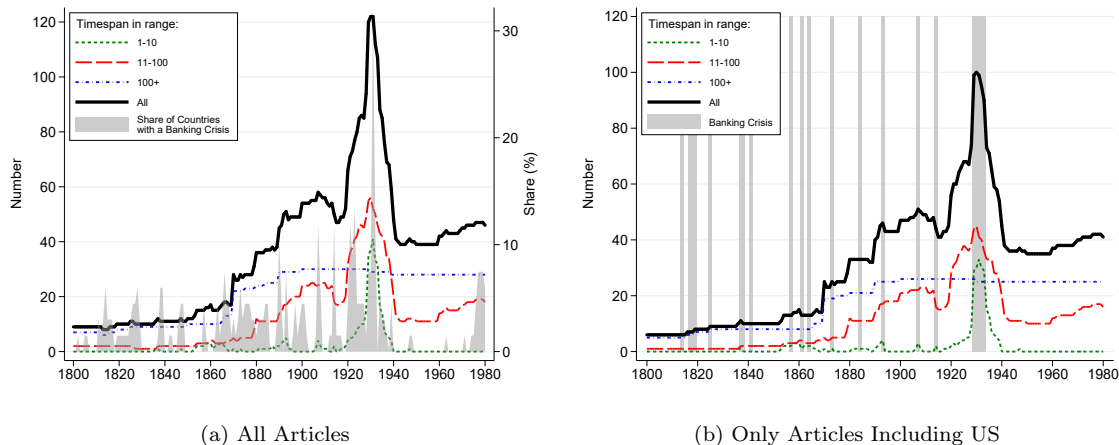 Timespan in range:
1-10
11-100
100+
All
Share of Countries
with a Banking Crisis
120
100
80
60
40
20
0
Number
30
20
10
0
Share (%)
1800 1820 1840 1860 1880 1900 1920 1940 1960 1980
(a) All Articles
Timespan in range:
1-10
11-100
100+
All
Banking Crisis
120
100
80
60
40
20
0
Number
1800 1820 1840 1860 1880 1900 1920 1940 1960 1980
(b) Only Articles Including US